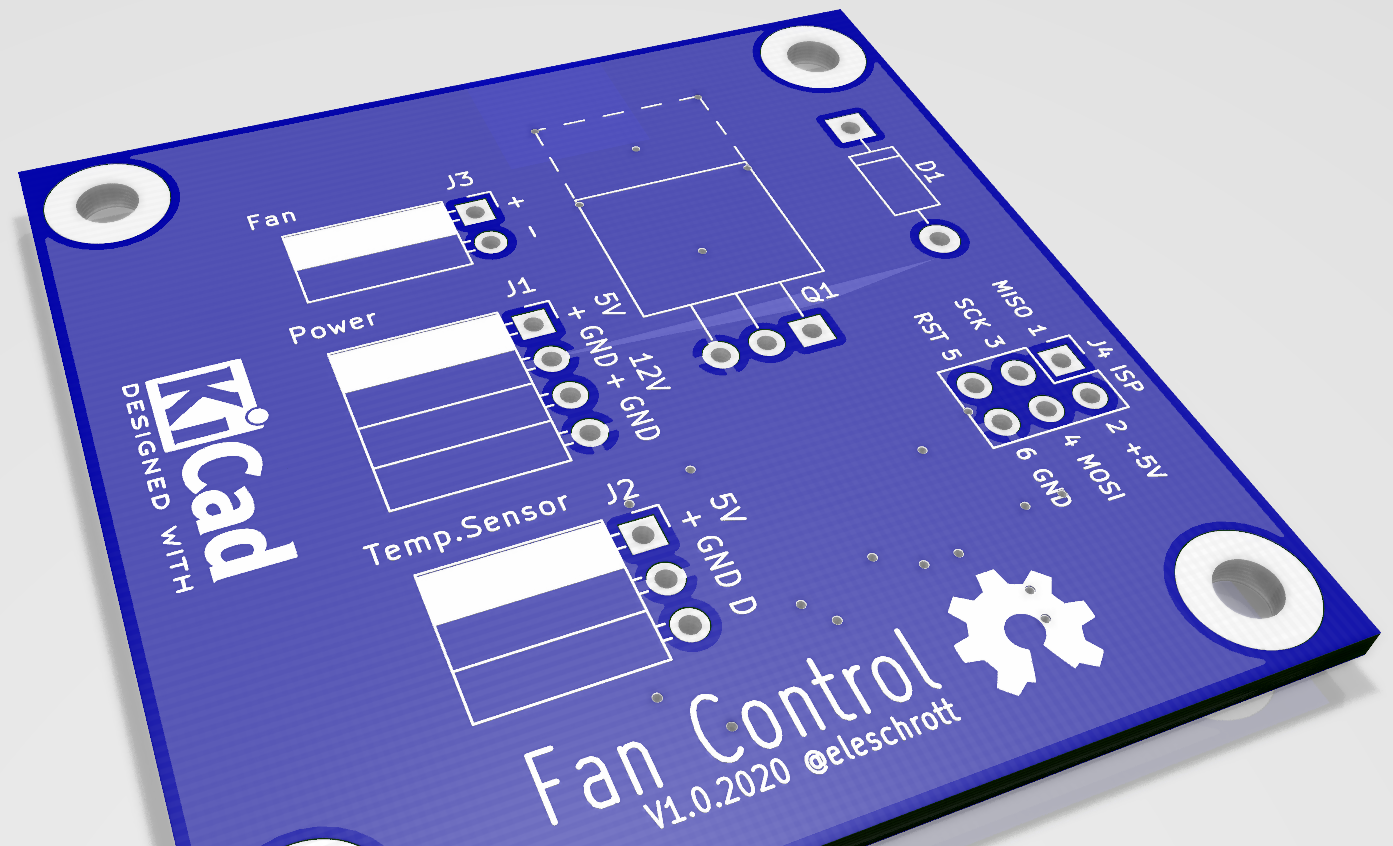 J3
Fan
+
-
D1
J1
Power
5V
+ GND
12V
+ GND
Q1
MISO 1
SCK 3
RST 5
J4 ISP
2 +5V
4 MOSI
6 GND
KiCad
DESIGNED WITH
J2
Temp.Sensor
5V
+ GND D
Fan Control
V1.0.2020 @eleschrott